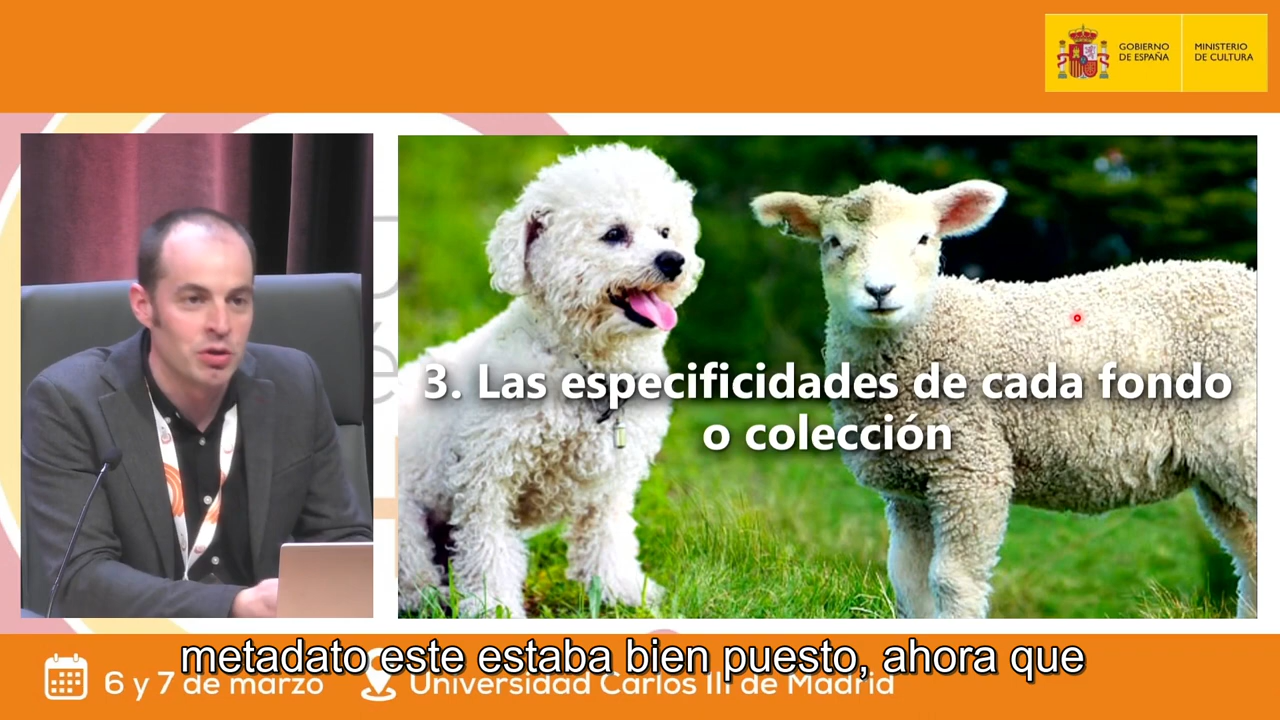 GOBIERNO
DE ESPAÑA
MINISTERIO
DE CULTURA
3. Las especificidades de cada fondo
o colección
metadato este estaba bien puesto, ahora que
6 y 7 de marzo
Universidad Carlos III de Madrid